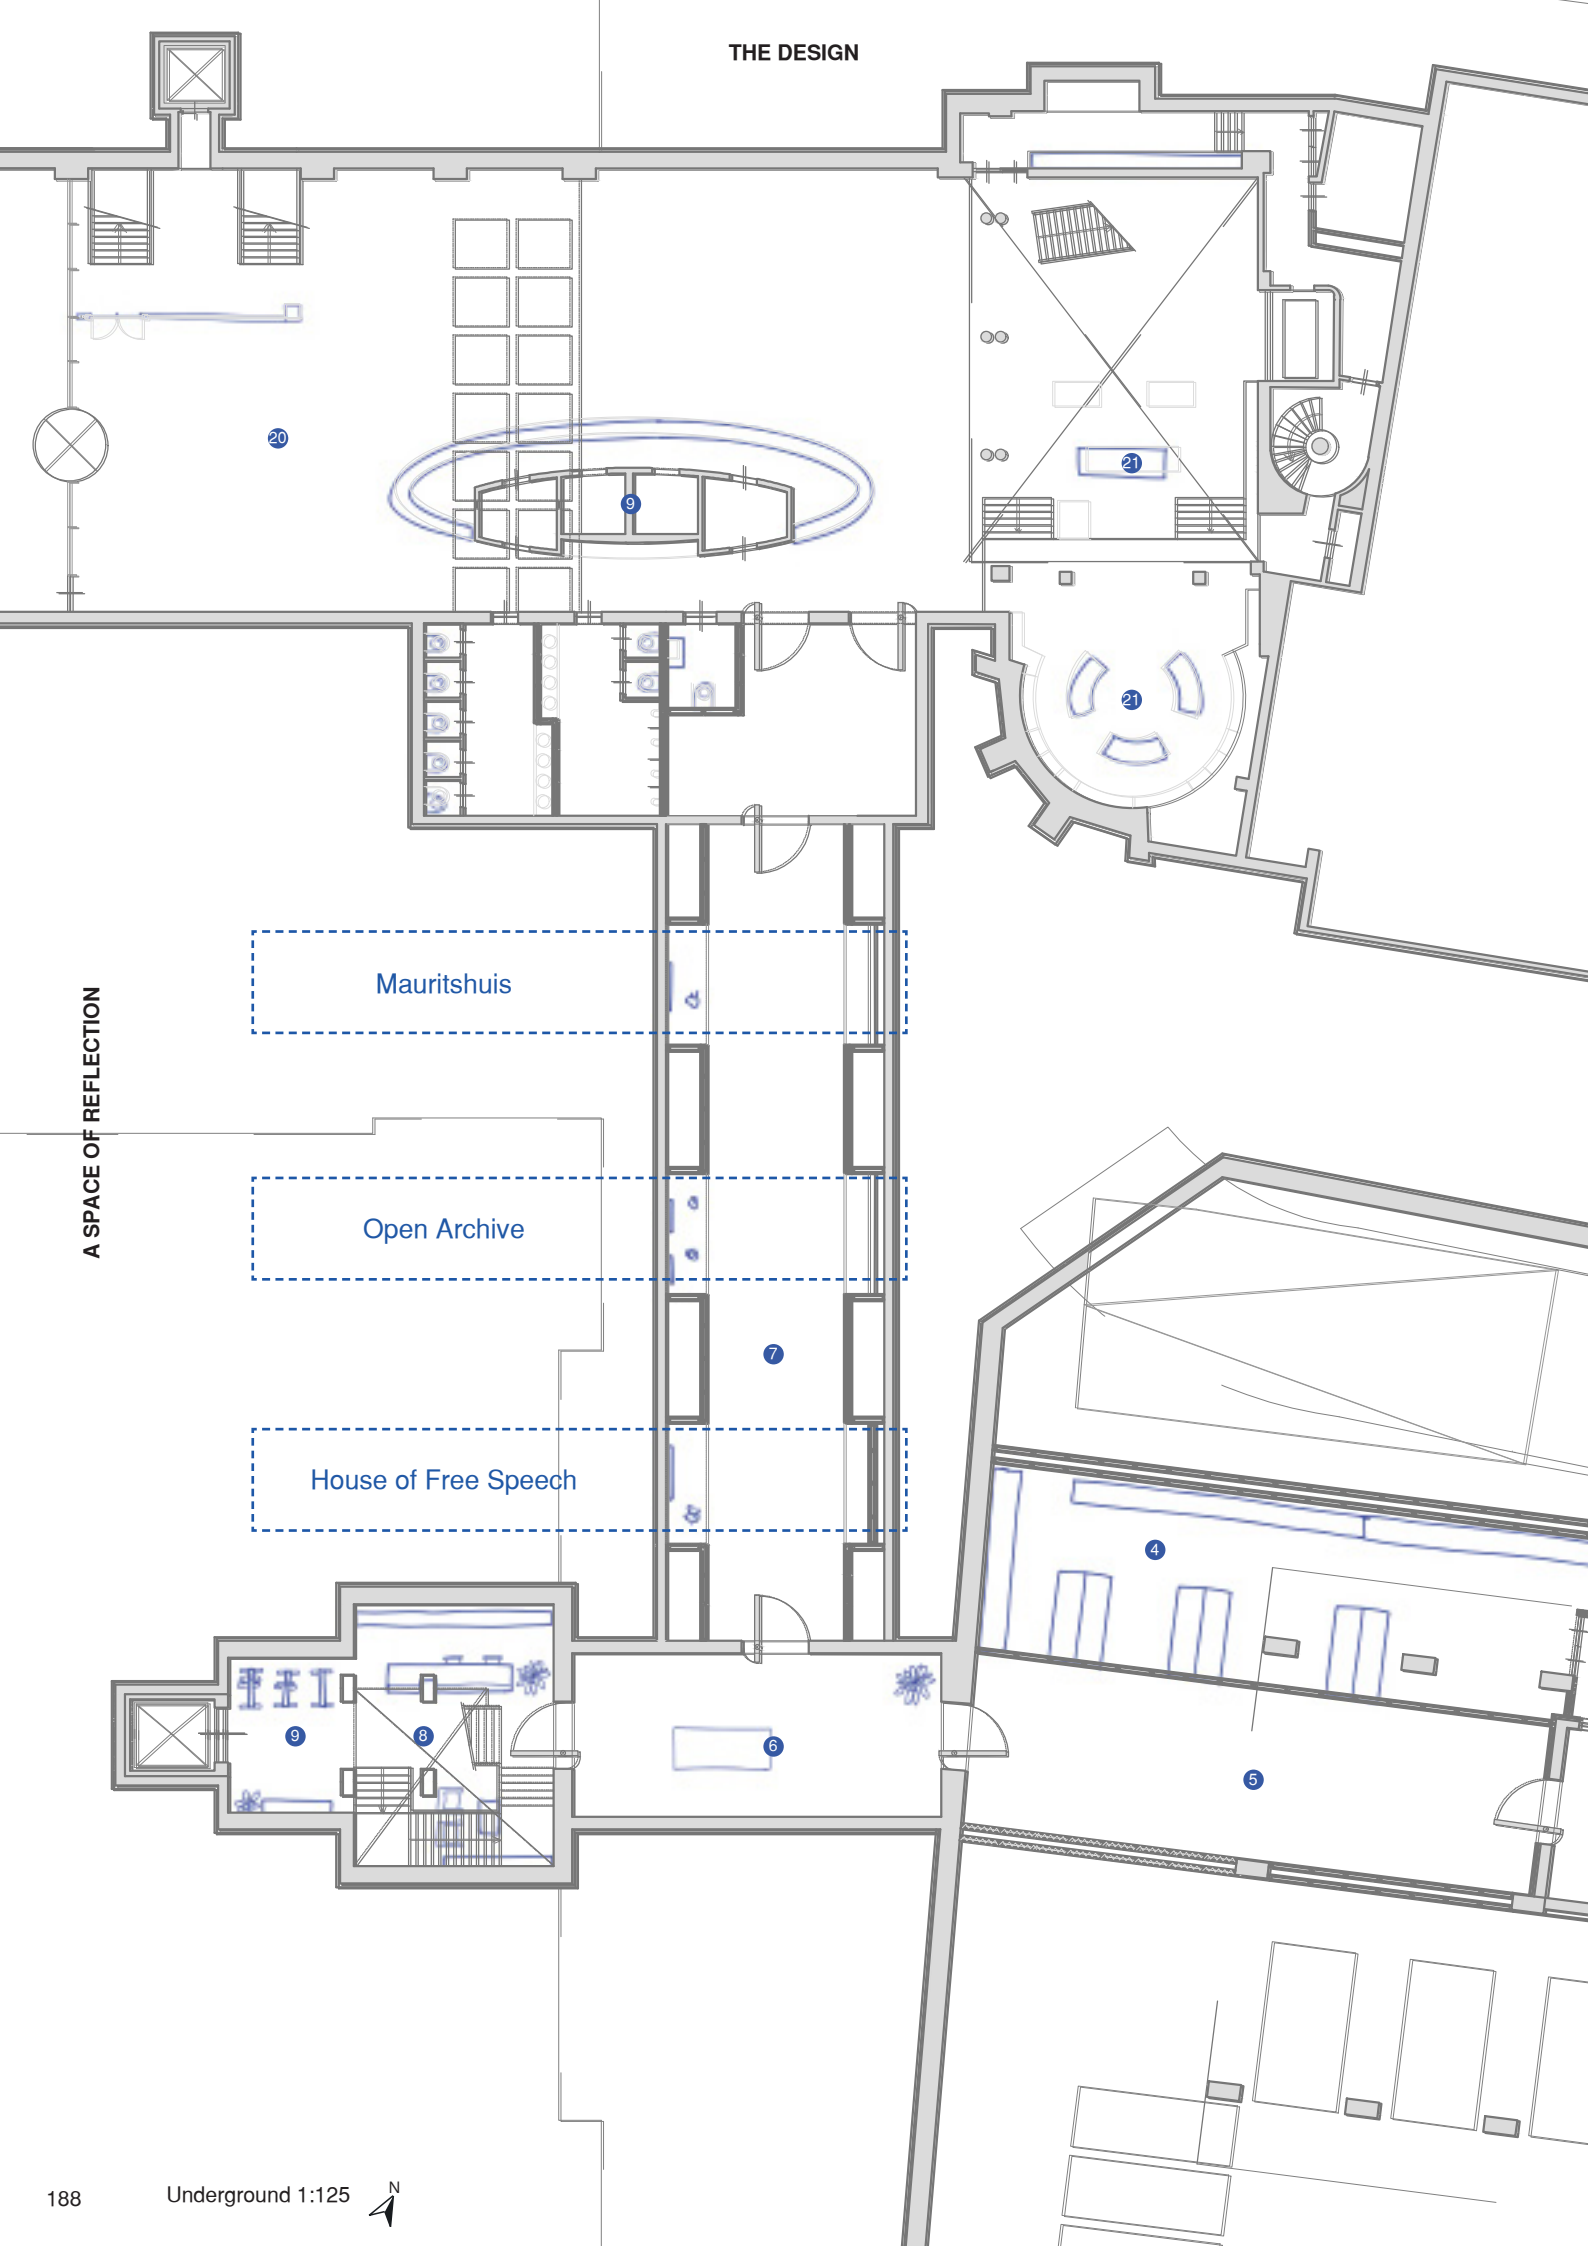 THE DESIGN
20
9
21
21
Mauritshuis
A SPACE OF REFLECTION
Open Archive
7
House of Free Speech
4
9
8
6
5
188
Underground 1:125
N